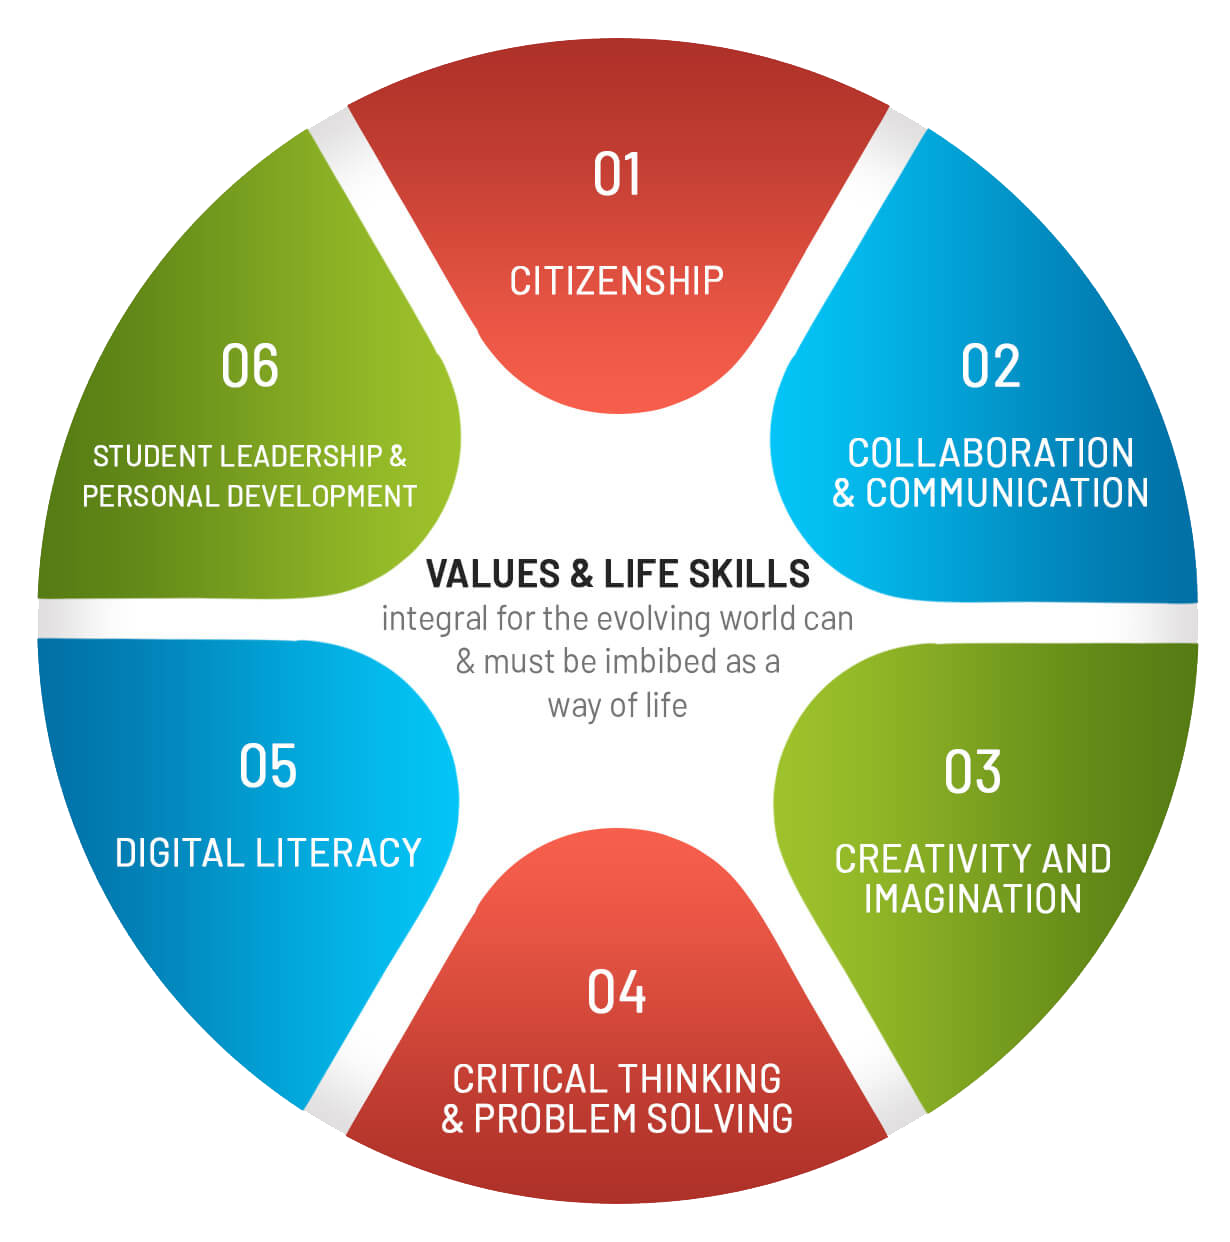 01
CITIZENSHIP
02
COLLABORATION
& COMMUNICATION
03
CREATIVITY AND
IMAGINATION
04
CRITICAL THINKING
& PROBLEM SOLVING
05
DIGITAL LITERACY
06
STUDENT LEADERSHIP &
PERSONAL DEVELOPMENT
VALUES & LIFE SKILLS
integral for the evolving world can
& must be imbibed as a
way of life